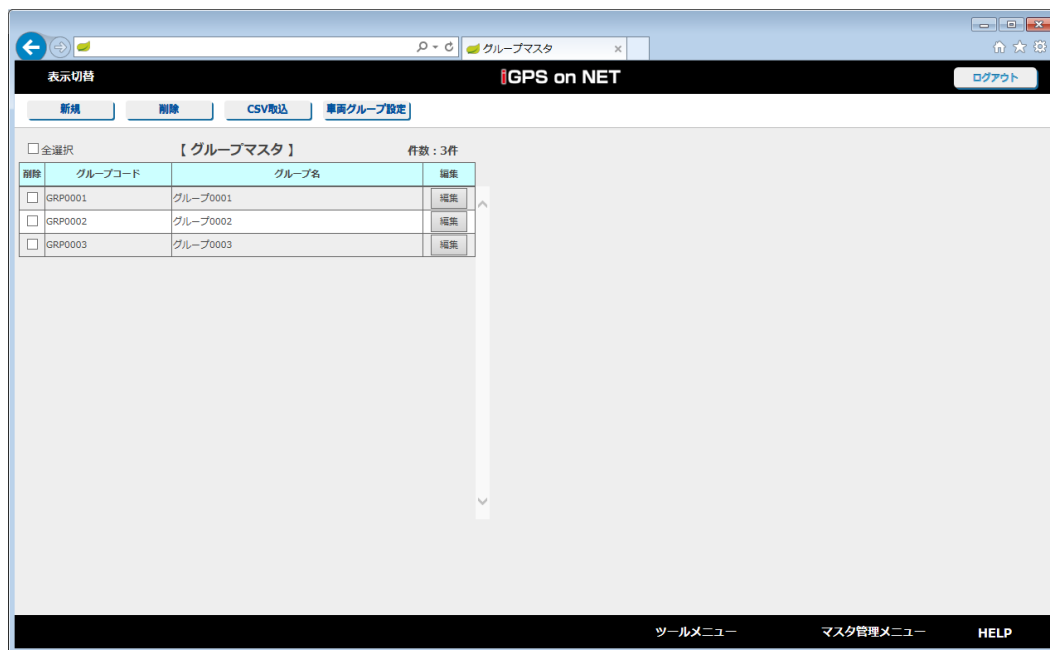 グループマスタ
表示切替 iGPS on NET ログアウト
新規 削除 CSV取込 車両グループ設定
全選択 【 グループマスタ 】 件数：3件
削除 グループコード グループ名 編集
GRP0001 グループ0001 編集
GRP0002 グループ0002 編集
GRP0003 グループ0003 編集
ツールメニュー マスタ管理メニュー HELP